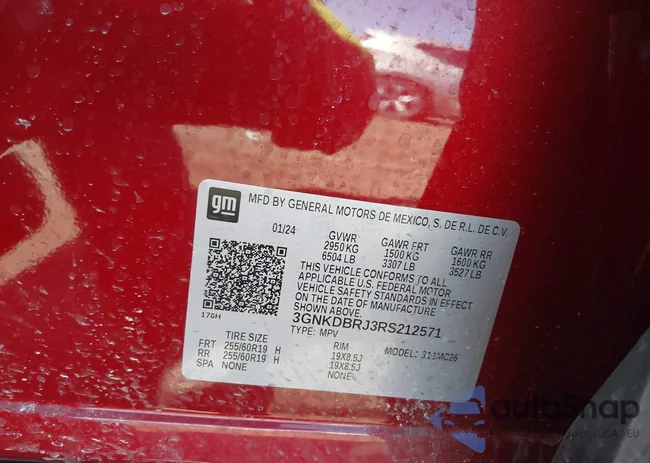 gm
MFD BY GENERAL MOTORS DE MEXICO, S. DE R.L. DE C.V.
01/24
GVWR GAWR FRT GAWR RR
2950 KG 1500 KG 1600 KG
6504 LB 3307 LB 3527 LB
THIS VEHICLE CONFORMS TO ALL
APPLICABLE U.S. FEDERAL MOTOR
VEHICLE SAFETY STANDARDS IN EFFECT
ON THE DATE OF MANUFACTURE
SHOWN ABOVE.
3GNKDBRJ3RS212571
176H
TYPE: MPV
TIRE SIZE RIM MODEL: 311MC26
FRT 255/60R19 H 19X8.5J
RR 255/60R19 H 19X8.5J
SPA NONE NONE
autoSnap